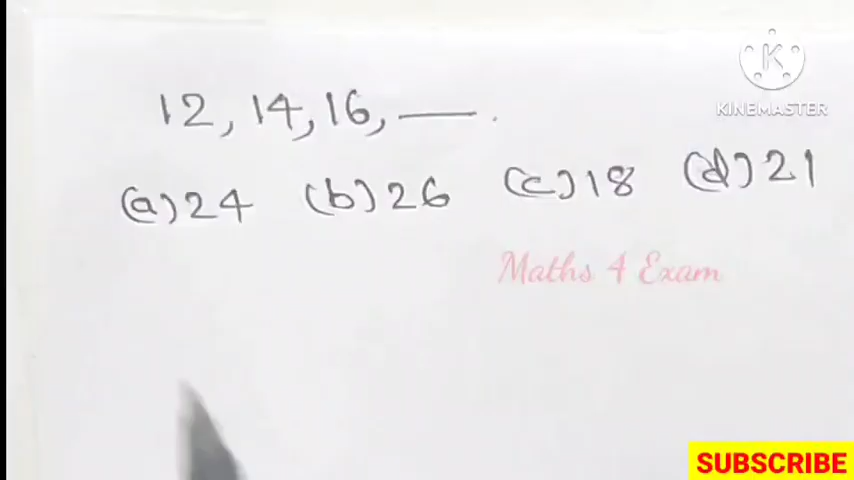 KINEMASTER
12, 14, 16, — .
(a) 24 (b) 26 (c) 18 (d) 21
Maths 4 Exam
SUBSCRIBE